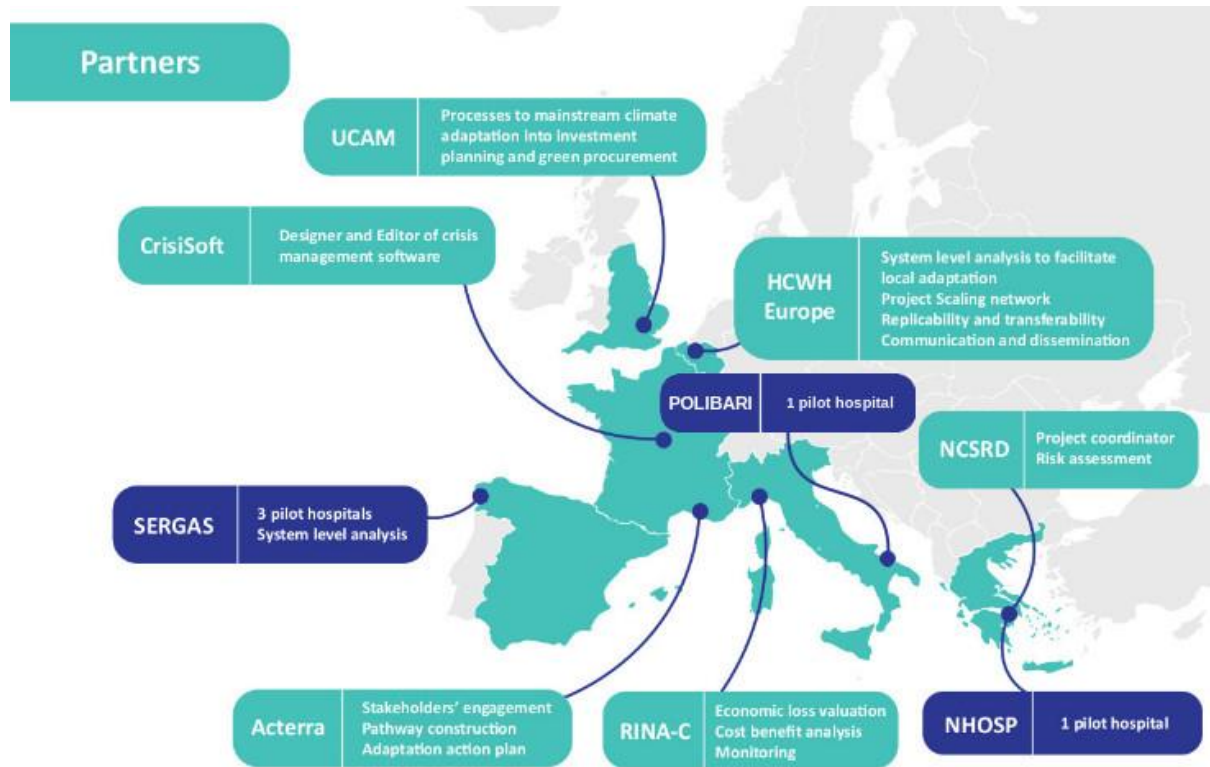 Partners
UCAM
Processes to mainstream climate
adaptation into investment
planning and green procurement
CrisiSoft
Designer and Editor of crisis
management software
HCWH
Europe
System level analysis to facilitate
local adaptation
Project Scaling network
Replicability and transferability
Communication and dissemination
POLIBARI
1 pilot hospital
NCSRD
Project coordinator
Risk assessment
SERGAS
3 pilot hospitals
System level analysis
Acterra
Stakeholders’ engagement
Pathway construction
Adaptation action plan
RINA-C
Economic loss valuation
Cost benefit analysis
Monitoring
NHOSP
1 pilot hospital